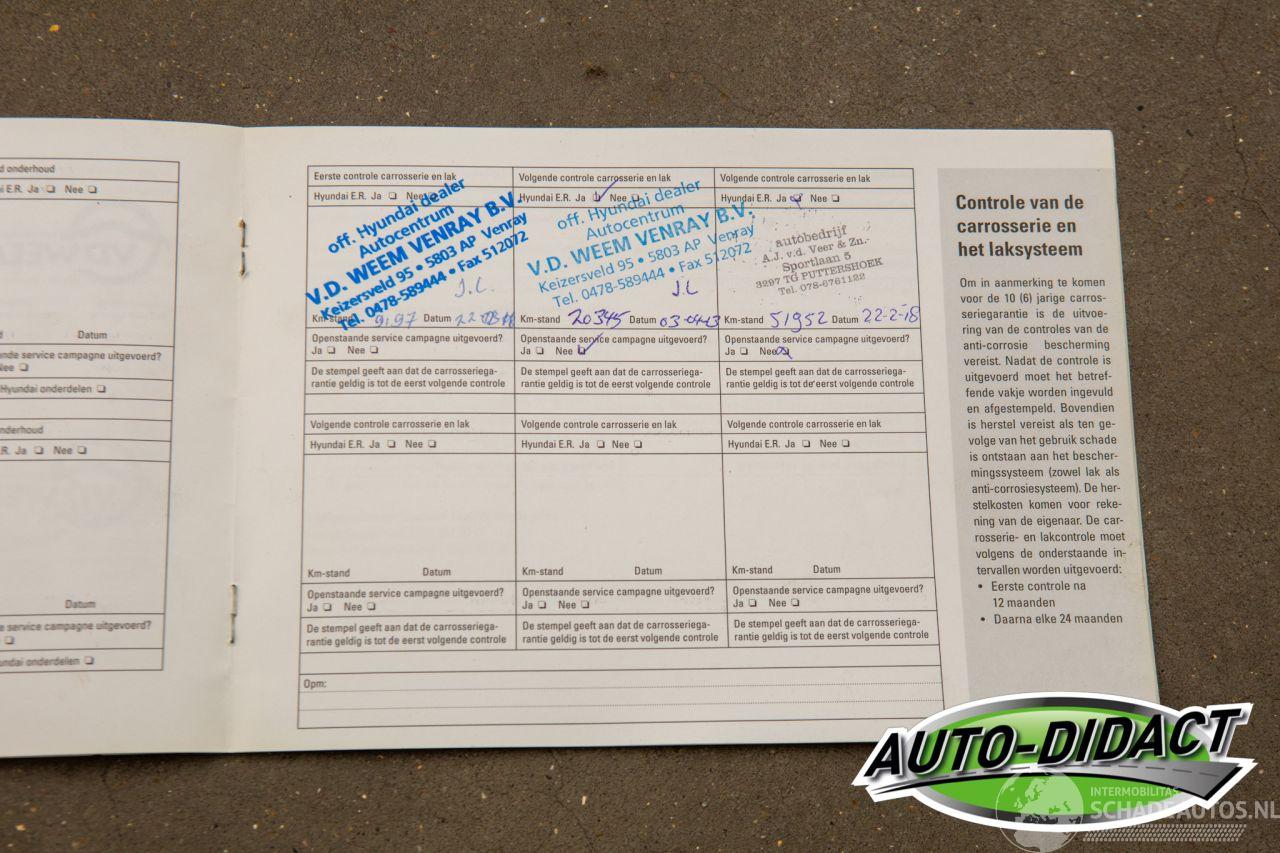 d onderhoud
i E.R. Ja ❏ Nee ❏
Datum
nde service campagne uitgevoerd?
Nee ❏
Hyundai onderdelen ❏
nderhoud
.R. Ja ❏ Nee ❏
Datum
e service campagne uitgevoerd?
undai onderdelen ❏
Eerste controle carrosserie en lak
Hyundai E.R. Ja ❏ Nee
off. Hyundai dealer
Autocentrum
V.D. WEEM VENRAY B.V.
Keizersveld 95 • 5803 AP Venray
Tel. 0478-589444 • Fax 512072
J.L.
Km-stand 9197 Datum
Openstaande service campagne uitgevoerd?
Ja ❏ Nee ❏
De stempel geeft aan dat de carrosseriega-
rantie geldig is tot de eerst volgende controle
Volgende controle carrosserie en lak
Hyundai E.R. Ja ❏ Nee ❏
off. Hyundai dealer
Autocentrum
V.D. WEEM VENRAY B.V.
Keizersveld 95 • 5803 AP Venray
Tel. 0478-589444 • Fax 512072
J.L
Km-stand 20345 Datum 03-04-13
Openstaande service campagne uitgevoerd?
Ja ❏ Nee ❏
De stempel geeft aan dat de carrosseriega-
rantie geldig is tot de eerst volgende controle
Volgende controle carrosserie en lak
Hyundai E.R. Ja ❏ Nee ❏
autobedrijf
A.J. v.d. Veer & Zn.
Sportlaan 5
3297 TG PUTTERSHOEK
Tel. 078-6761122
Km-stand 51952 Datum 22-2-18
Openstaande service campagne uitgevoerd?
Ja ❏ Nee ❏
De stempel geeft aan dat de carrosseriega-
rantie geldig is tot de eerst volgende controle
Volgende controle carrosserie en lak
Hyundai E.R. Ja ❏ Nee ❏
Km-stand Datum
Openstaande service campagne uitgevoerd?
Ja ❏ Nee ❏
De stempel geeft aan dat de carrosseriega-
rantie geldig is tot de eerst volgende controle
Volgende controle carrosserie en lak
Hyundai E.R. Ja ❏ Nee ❏
Km-stand Datum
Openstaande service campagne uitgevoerd?
Ja ❏ Nee ❏
De stempel geeft aan dat de carrosseriega-
rantie geldig is tot de eerst volgende controle
Volgende controle carrosserie en lak
Hyundai E.R. Ja ❏ Nee ❏
Km-stand Datum
Openstaande service campagne uitgevoerd?
Ja ❏ Nee ❏
De stempel geeft aan dat de carrosseriega-
rantie geldig is tot de eerst volgende controle
Opm:
Controle van de
carrosserie en
het laksysteem
Om in aanmerking te komen
voor de 10 (6) jarige carros-
seriegarantie is de uitvoe-
ring van de controles van de
anti-corrosie bescherming
vereist. Nadat de controle is
uitgevoerd moet het betref-
fende vakje worden ingevuld
en afgestempeld. Bovendien
is herstel vereist als ten ge-
volge van het gebruik schade
is ontstaan aan het bescher-
mingssysteem (zowel lak als
anti-corrosiesysteem). De her-
stelkosten komen voor reke-
ning van de eigenaar. De car-
rosserie- en lakcontrole moet
volgens de onderstaande in-
tervallen worden uitgevoerd:
• Eerste controle na
12 maanden
• Daarna elke 24 maanden
AUTO-DIDACT
INTERMOBILITAS
SCHADEAUTOS.NL